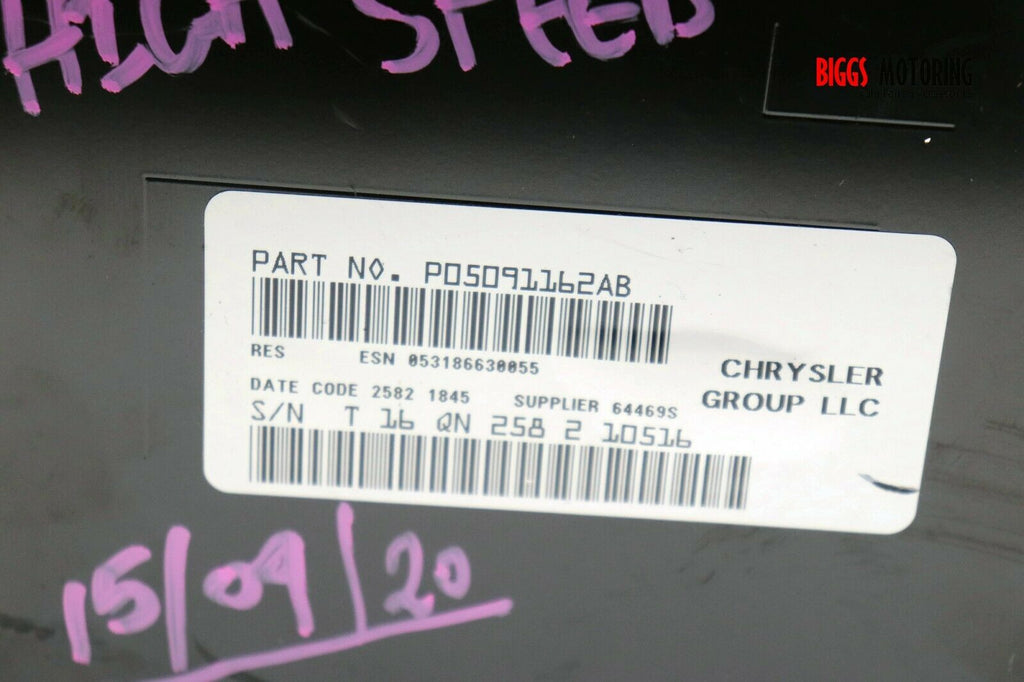 HIGH SPEED
BIGGS MOTORING
PART NO. P05091162AB
RES ESN 053186630055
DATE CODE 2582 1845 SUPPLIER 64469S
S/N T 16 QN 258 2 10516
CHRYSLER
GROUP LLC
15/09/20